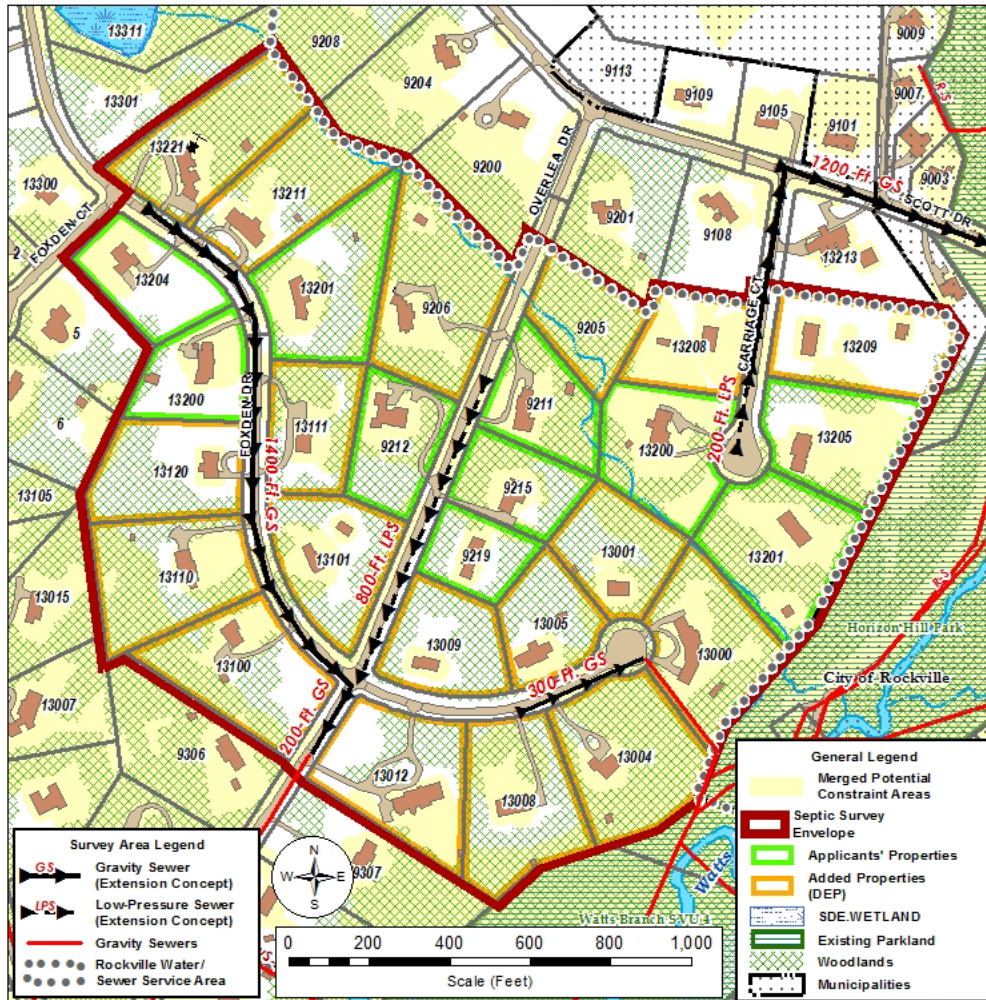 13311
9208
9204
9113
9109
9105
9101
9009
9007
R-S
9003
13301
13221
13211
9200
OVERLEA DR
1200-Ft. GS
SCOTT DR
13300
FOXDEN CT
9201
9108
13213
2
13204
13201
9206
9205
13208
CARRIAGE CT
13209
5
13200
FOXDEN DR
13111
9212
9211
13200
200-Ft. LPS
13205
6
13120
1400-Ft. GS
9215
13105
800-Ft. LPS
9219
13001
13201
13101
13110
R-S
13015
13009
13005
13000
Horizon Hill Park
City of Rockville
13100
300-Ft. GS
13007
200-Ft. GS
9306
13004
13012
13008
9307
Watts
Watts Branch SVU 4
N
W E
S
Survey Area Legend
GS
Gravity Sewer
(Extension Concept)
LPS
Low-Pressure Sewer
(Extension Concept)
Gravity Sewers
Rockville Water/
Sewer Service Area
0 200 400 600 800 1,000
Scale (Feet)
General Legend
Merged Potential
Constraint Areas
Septic Survey
Envelope
Applicants' Properties
Added Properties
(DEP)
SDE.WETLAND
Existing Parkland
Woodlands
Municipalities